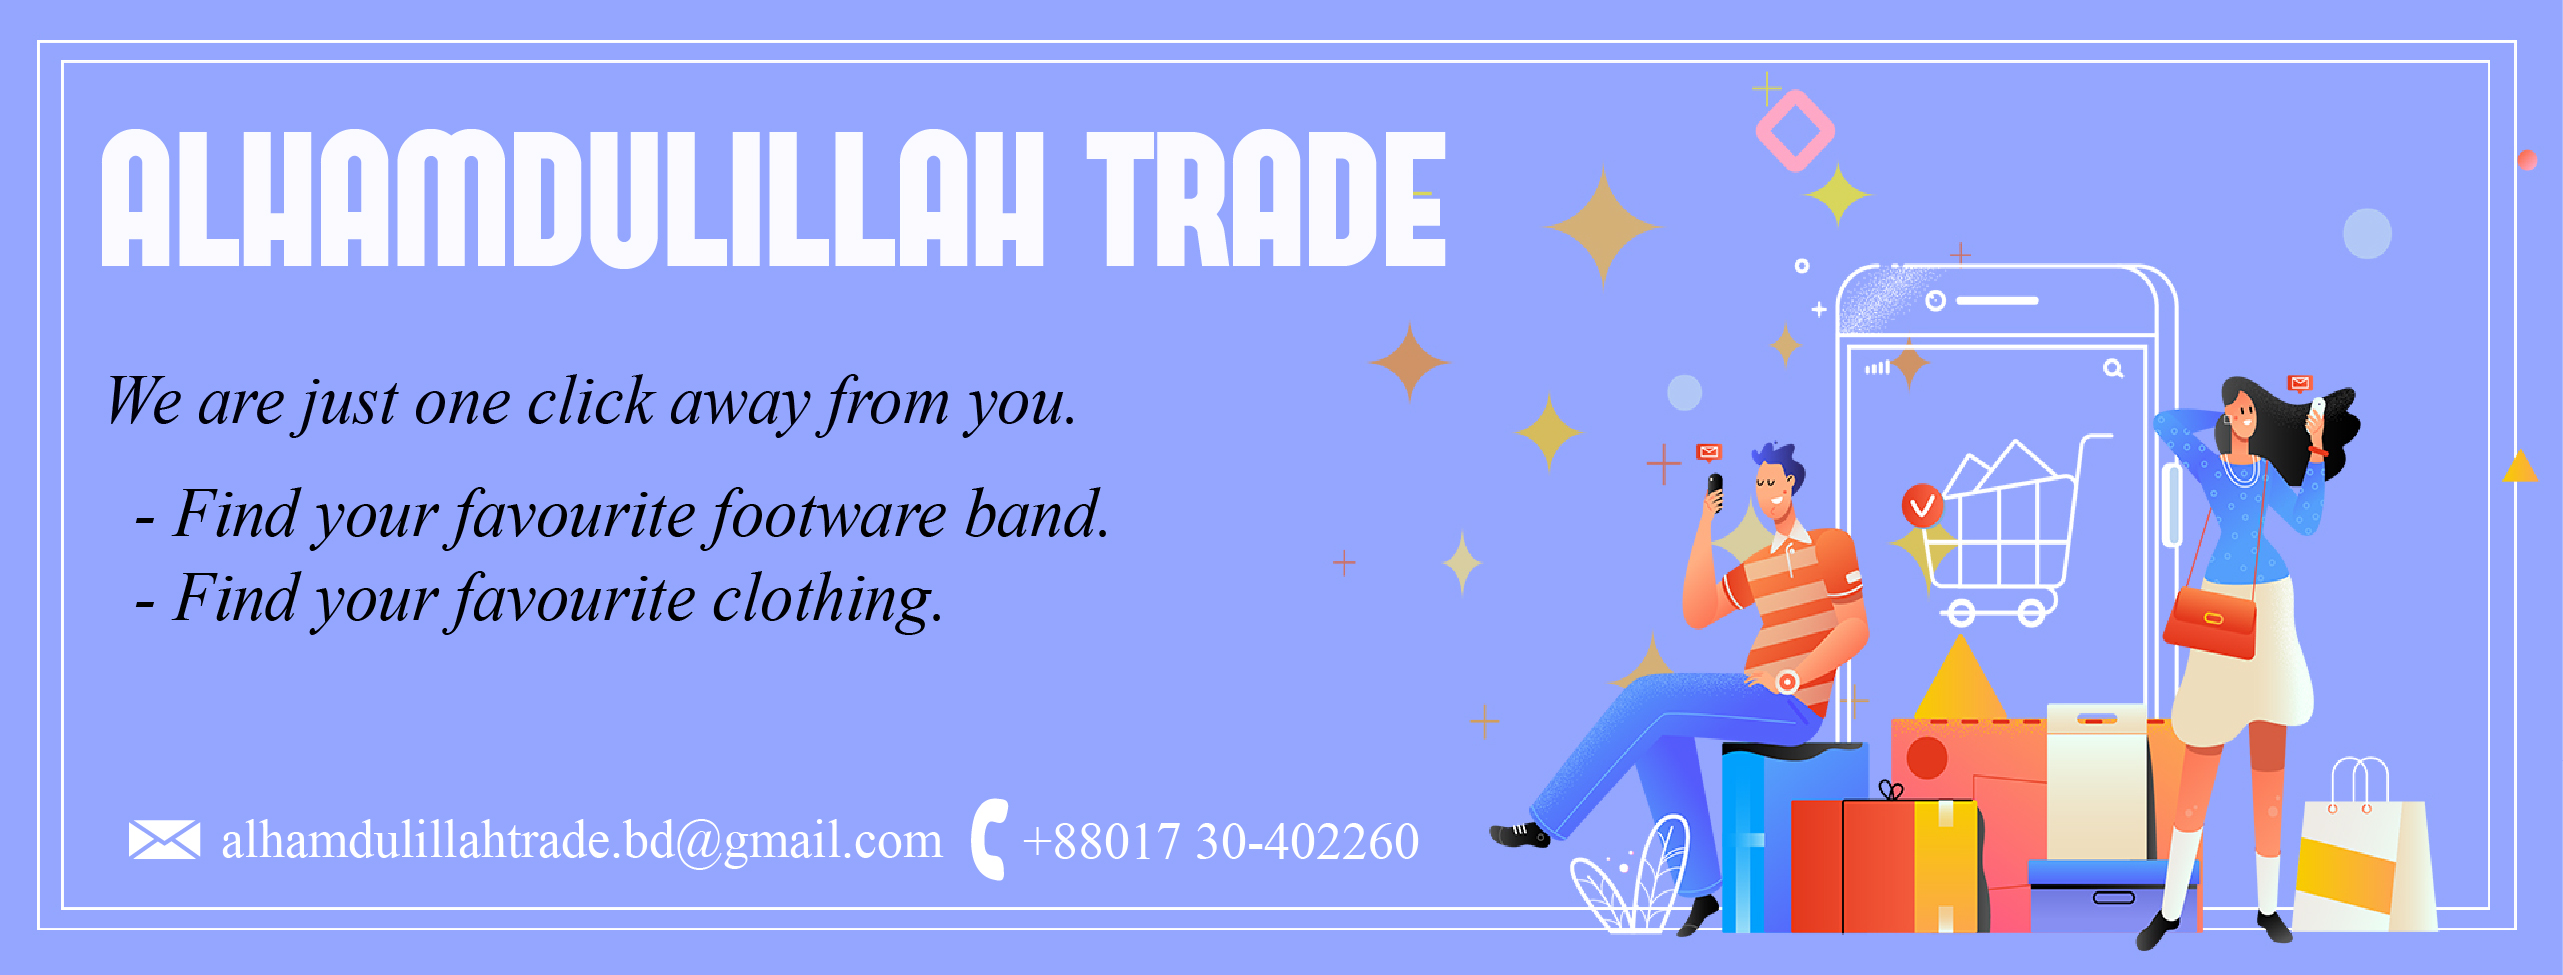 ALHAMDULILLAH TRADE
We are just one click away from you.
- Find your favourite footware band.
- Find your favourite clothing.
alhamdulillahtrade.bd@gmail.com +88017 30-402260